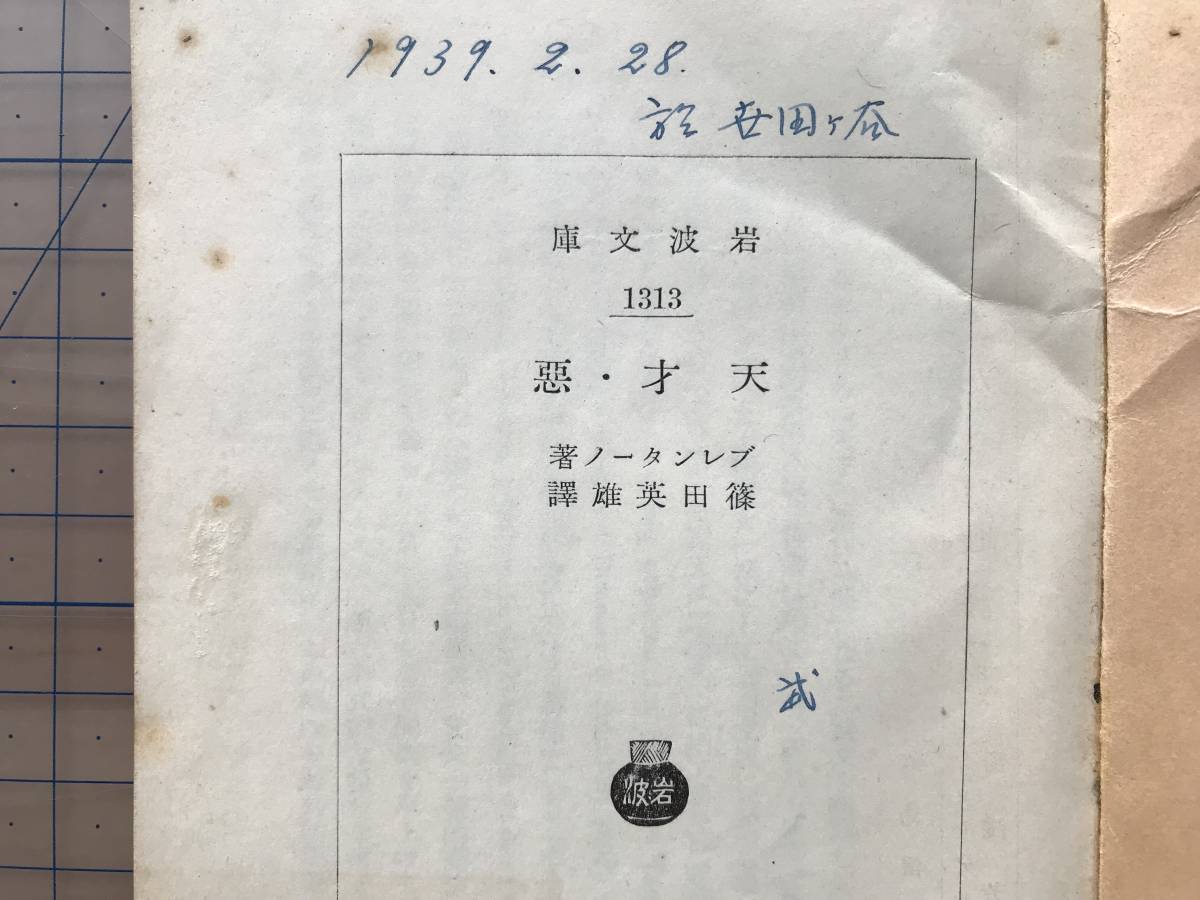 1939. 2. 28.
於 世田ヶ谷
岩波文庫
1313
天才・惡
ブレンターノ著
篠田英雄譯
武
岩波